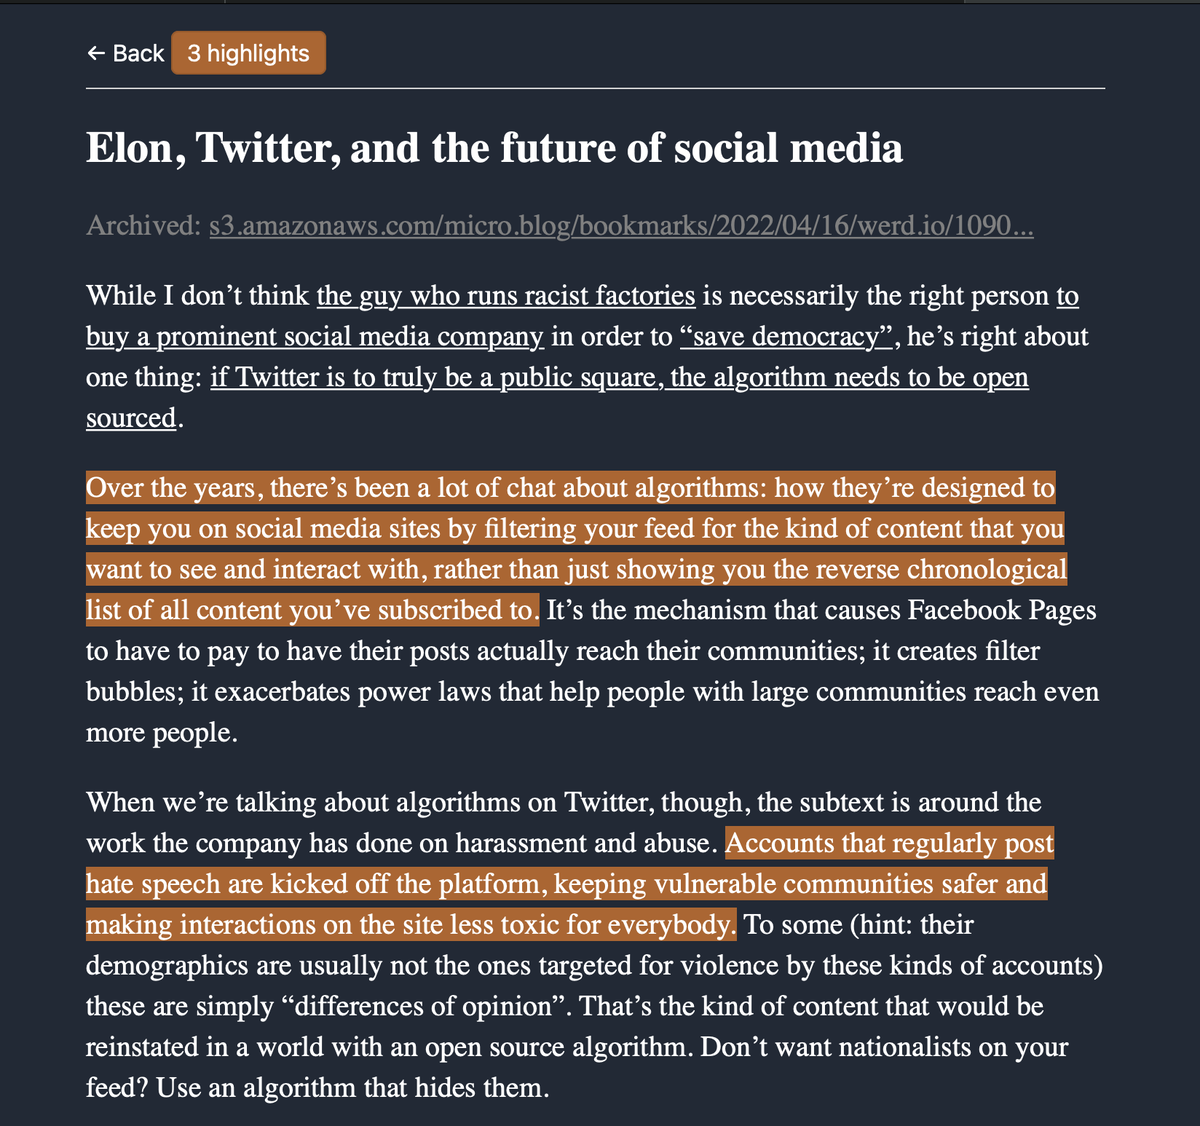 ← Back 3 highlights
Elon, Twitter, and the future of social media
Archived: s3.amazonaws.com/micro.blog/bookmarks/2022/04/16/werd.io/1090...
While I don’t think the guy who runs racist factories is necessarily the right person to
buy a prominent social media company in order to “save democracy”, he’s right about
one thing: if Twitter is to truly be a public square, the algorithm needs to be open
sourced.
Over the years, there’s been a lot of chat about algorithms: how they’re designed to
keep you on social media sites by filtering your feed for the kind of content that you
want to see and interact with, rather than just showing you the reverse chronological
list of all content you’ve subscribed to. It’s the mechanism that causes Facebook Pages
to have to pay to have their posts actually reach their communities; it creates filter
bubbles; it exacerbates power laws that help people with large communities reach even
more people.
When we’re talking about algorithms on Twitter, though, the subtext is around the
work the company has done on harassment and abuse. Accounts that regularly post
hate speech are kicked off the platform, keeping vulnerable communities safer and
making interactions on the site less toxic for everybody. To some (hint: their
demographics are usually not the ones targeted for violence by these kinds of accounts)
these are simply “differences of opinion”. That’s the kind of content that would be
reinstated in a world with an open source algorithm. Don’t want nationalists on your
feed? Use an algorithm that hides them.